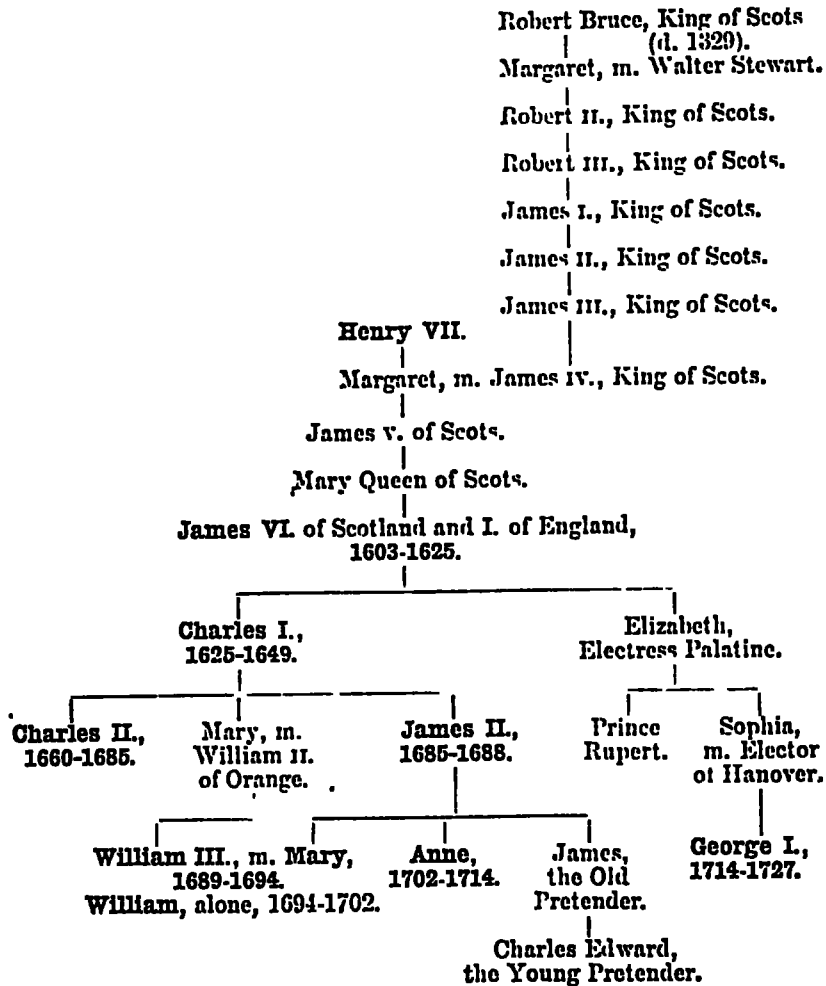 Robert Bruce, King of Scots
(d. 1329).
Margaret, m. Walter Stewart.
Robert II., King of Scots.
Robert III., King of Scots.
James I., King of Scots.
James II., King of Scots.
James III., King of Scots.
Henry VII.
Margaret, m. James IV., King of Scots.
James V. of Scots.
Mary Queen of Scots.
James VI. of Scotland and I. of England,
1603-1625.
Charles I.,
1625-1649.
Elizabeth,
Electress Palatine.
Charles II.,
1660-1685.
Mary, m.
William II.
of Orange.
James II.,
1685-1688.
Prince
Rupert.
Sophia,
m. Elector
of Hanover.
William III., m. Mary,
1689-1694.
William, alone, 1694-1702.
Anne,
1702-1714.
James,
the Old
Pretender.
George I.,
1714-1727.
Charles Edward,
the Young Pretender.